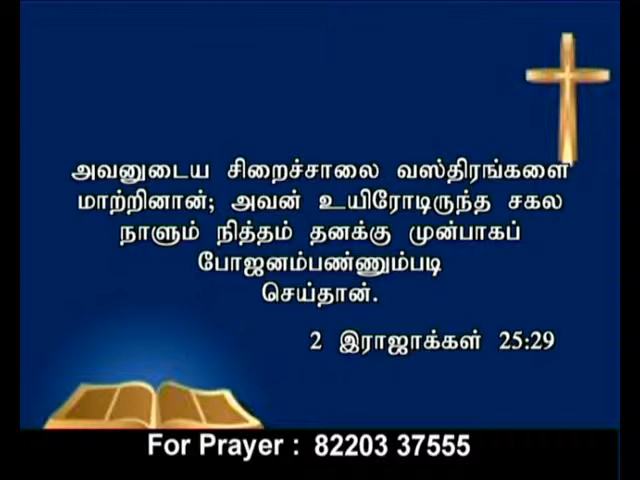 அவனுடைய சிறைச்சாலை வஸ்திரங்களை
மாற்றினான்; அவன் உயிரோடிருந்த சகல
நாளும் நித்தம் தனக்கு முன்பாகப்
போஜனம்பண்ணும்படி
செய்தான்.
2 இராஜாக்கள் 25:29
For Prayer : 82203 37555